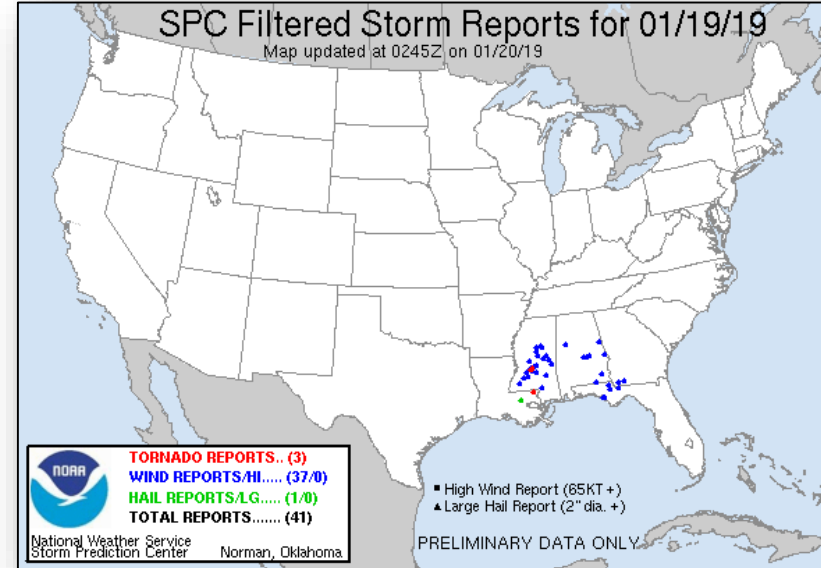 SPC Filtered Storm Reports for 01/19/19
Map updated at 0245Z on 01/20/19
NOAA
TORNADO REPORTS.. (3)
WIND REPORTS/HI..... (37/0)
HAIL REPORTS/LG..... (1/0)
TOTAL REPORTS....... (41)
National Weather Service
Storm Prediction Center Norman, Oklahoma
High Wind Report (65KT +)
Large Hail Report (2" dia. +)
PRELIMINARY DATA ONLY